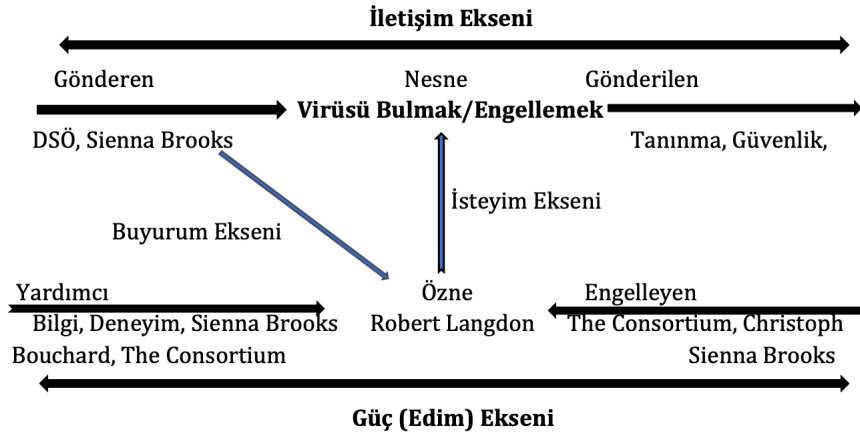 İletişim Ekseni
Gönderen Nesne Gönderilen
Virüsü Bulmak/Engellemek
DSÖ, Sienna Brooks Tanınma, Güvenlik,
İsteyim Ekseni
Buyurum Ekseni
Yardımcı Özne Engelleyen
Bilgi, Deneyim, Sienna Brooks Robert Langdon The Consortium, Christoph
Bouchard, The Consortium Sienna Brooks
Güç (Edim) Ekseni